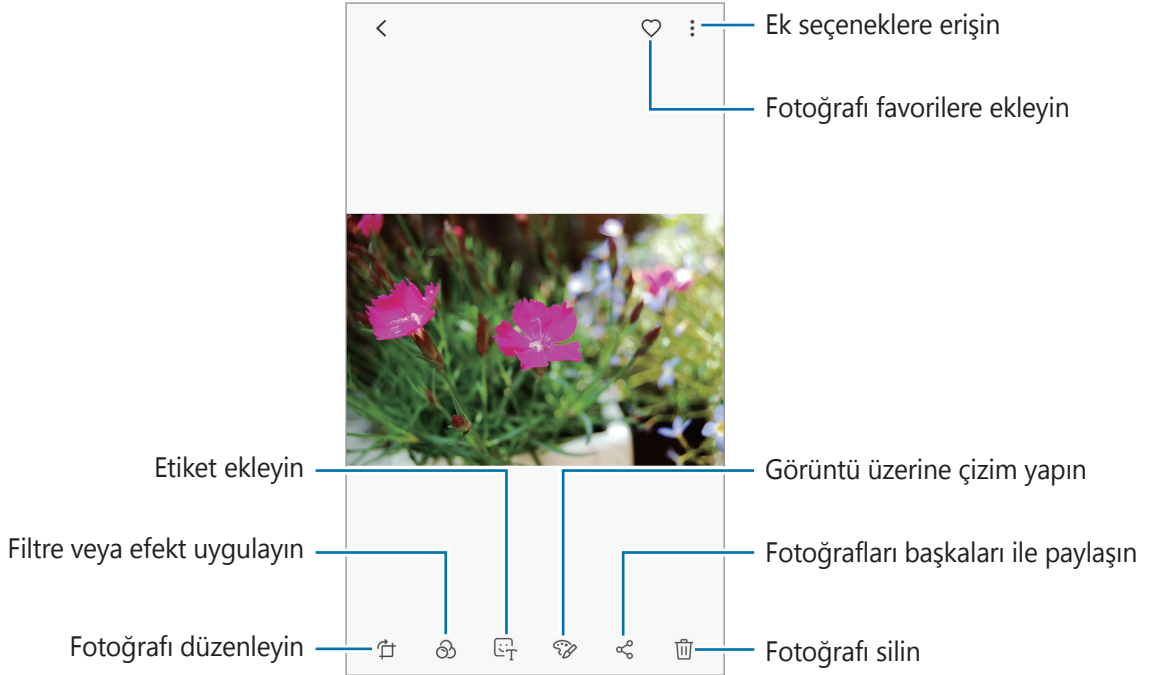 Ek seçeneklere erişin
Fotoğrafı favorilere ekleyin
Etiket ekleyin
Görüntü üzerine çizim yapın
Filtre veya efekt uygulayın
Fotoğrafları başkaları ile paylaşın
Fotoğrafı düzenleyin
Fotoğrafı silin